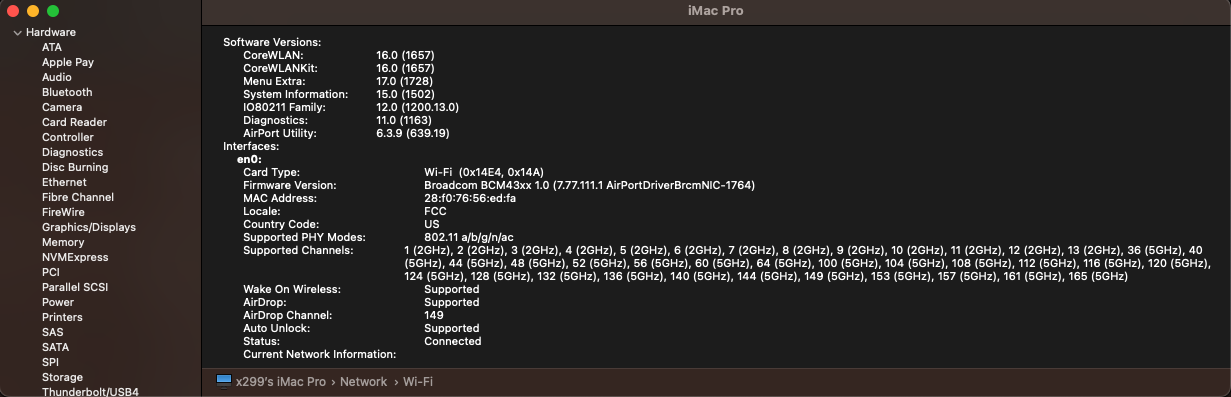 iMac Pro
Hardware
ATA
Apple Pay
Audio
Bluetooth
Camera
Card Reader
Controller
Diagnostics
Disc Burning
Ethernet
Fibre Channel
FireWire
Graphics/Displays
Memory
NVMExpress
PCI
Parallel SCSI
Power
Printers
SAS
SATA
SPI
Storage
Thunderbolt/USB4
Software Versions:
CoreWLAN: 16.0 (1657)
CoreWLANKit: 16.0 (1657)
Menu Extra: 17.0 (1728)
System Information: 15.0 (1502)
IO80211 Family: 12.0 (1200.13.0)
Diagnostics: 11.0 (1163)
AirPort Utility: 6.3.9 (639.19)
Interfaces:
en0:
Card Type: Wi-Fi (0x14E4, 0x14A)
Firmware Version: Broadcom BCM43xx 1.0 (7.77.111.1 AirPortDriverBrcmNIC-1764)
MAC Address: 28:f0:76:56:ed:fa
Locale: FCC
Country Code: US
Supported PHY Modes: 802.11 a/b/g/n/ac
Supported Channels: 1 (2GHz), 2 (2GHz), 3 (2GHz), 4 (2GHz), 5 (2GHz), 6 (2GHz), 7 (2GHz), 8 (2GHz), 9 (2GHz), 10 (2GHz), 11 (2GHz), 12 (2GHz), 13 (2GHz), 36 (5GHz), 40
(5GHz), 44 (5GHz), 48 (5GHz), 52 (5GHz), 56 (5GHz), 60 (5GHz), 64 (5GHz), 100 (5GHz), 104 (5GHz), 108 (5GHz), 112 (5GHz), 116 (5GHz), 120 (5GHz),
124 (5GHz), 128 (5GHz), 132 (5GHz), 136 (5GHz), 140 (5GHz), 144 (5GHz), 149 (5GHz), 153 (5GHz), 157 (5GHz), 161 (5GHz), 165 (5GHz)
Wake On Wireless: Supported
AirDrop: Supported
AirDrop Channel: 149
Auto Unlock: Supported
Status: Connected
Current Network Information:
x299's iMac Pro › Network › Wi-Fi